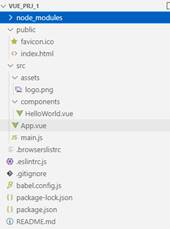 VUE_PRJ_1
node_modules
public
favicon.ico
index.html
src
assets
logo.png
components
HelloWorld.vue
App.vue
main.js
.browserslistrc
.eslintrc.js
.gitignore
babel.config.js
package-lock.json
package.json
README.md